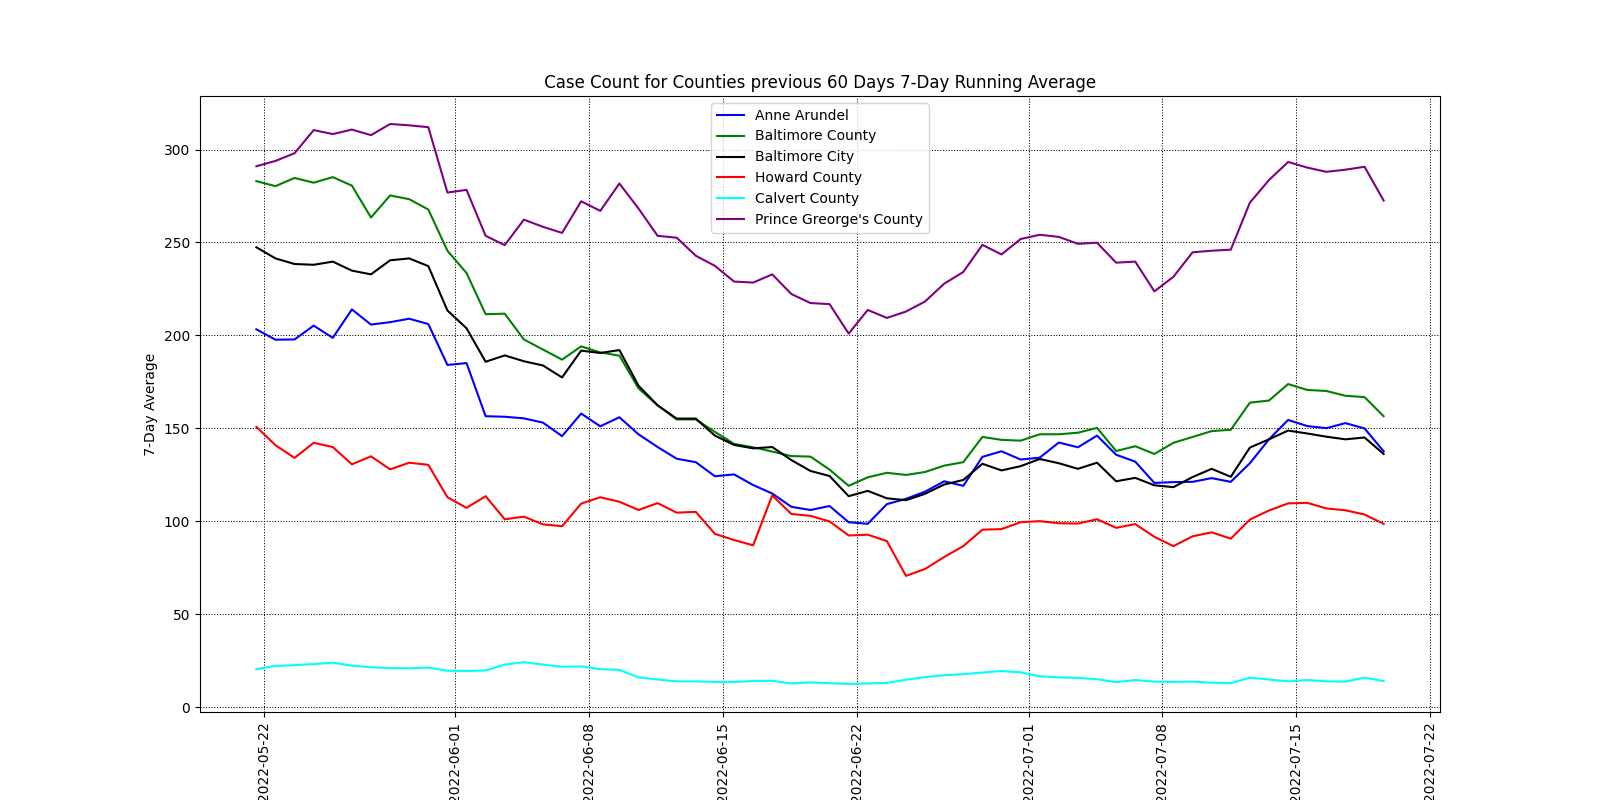 Case Count for Counties previous 60 Days 7-Day Running Average
Anne Arundel
Baltimore County
Baltimore City
Howard County
Calvert County
Prince Greorge's County
7-Day Average
300
250
200
150
100
50
0
2022-05-22
2022-06-01
2022-06-08
2022-06-15
2022-06-22
2022-07-01
2022-07-08
2022-07-15
2022-07-22